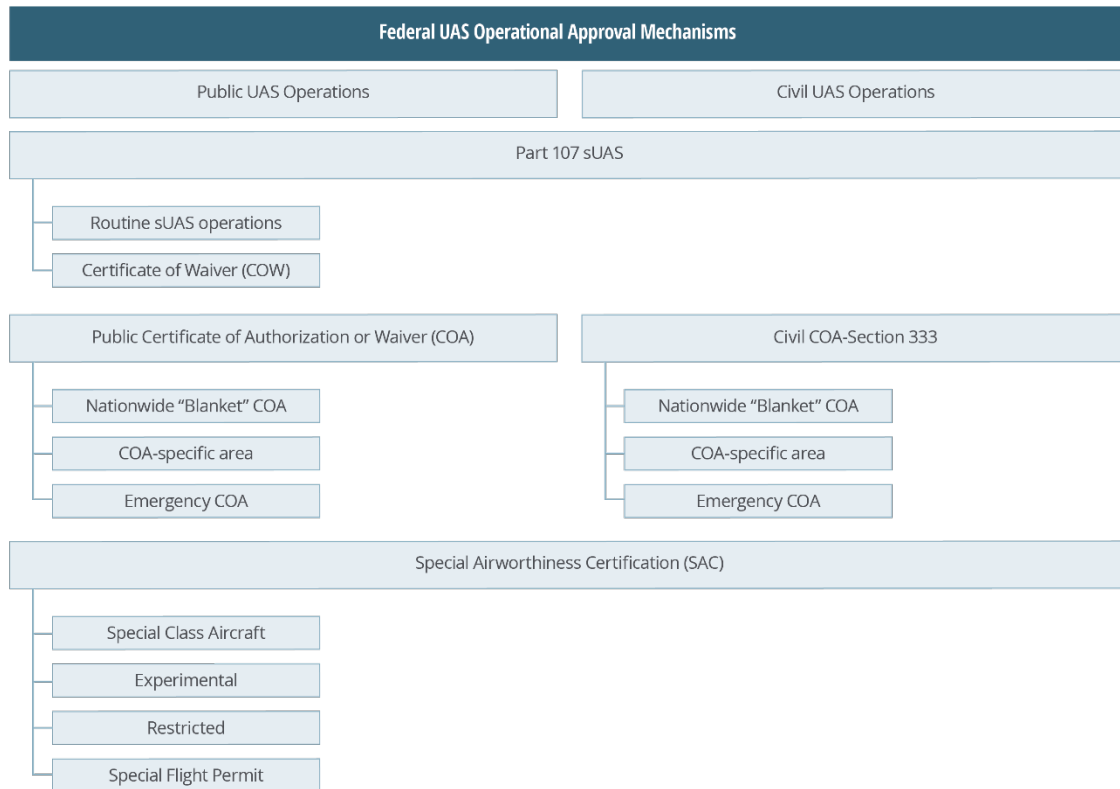 Federal UAS Operational Approval Mechanisms
Public UAS Operations
Civil UAS Operations
Part 107 sUAS
Routine sUAS operations
Certificate of Waiver (COW)
Public Certificate of Authorization or Waiver (COA)
Civil COA-Section 333
Nationwide “Blanket” COA
COA-specific area
Emergency COA
Nationwide “Blanket” COA
COA-specific area
Emergency COA
Special Airworthiness Certification (SAC)
Special Class Aircraft
Experimental
Restricted
Special Flight Permit